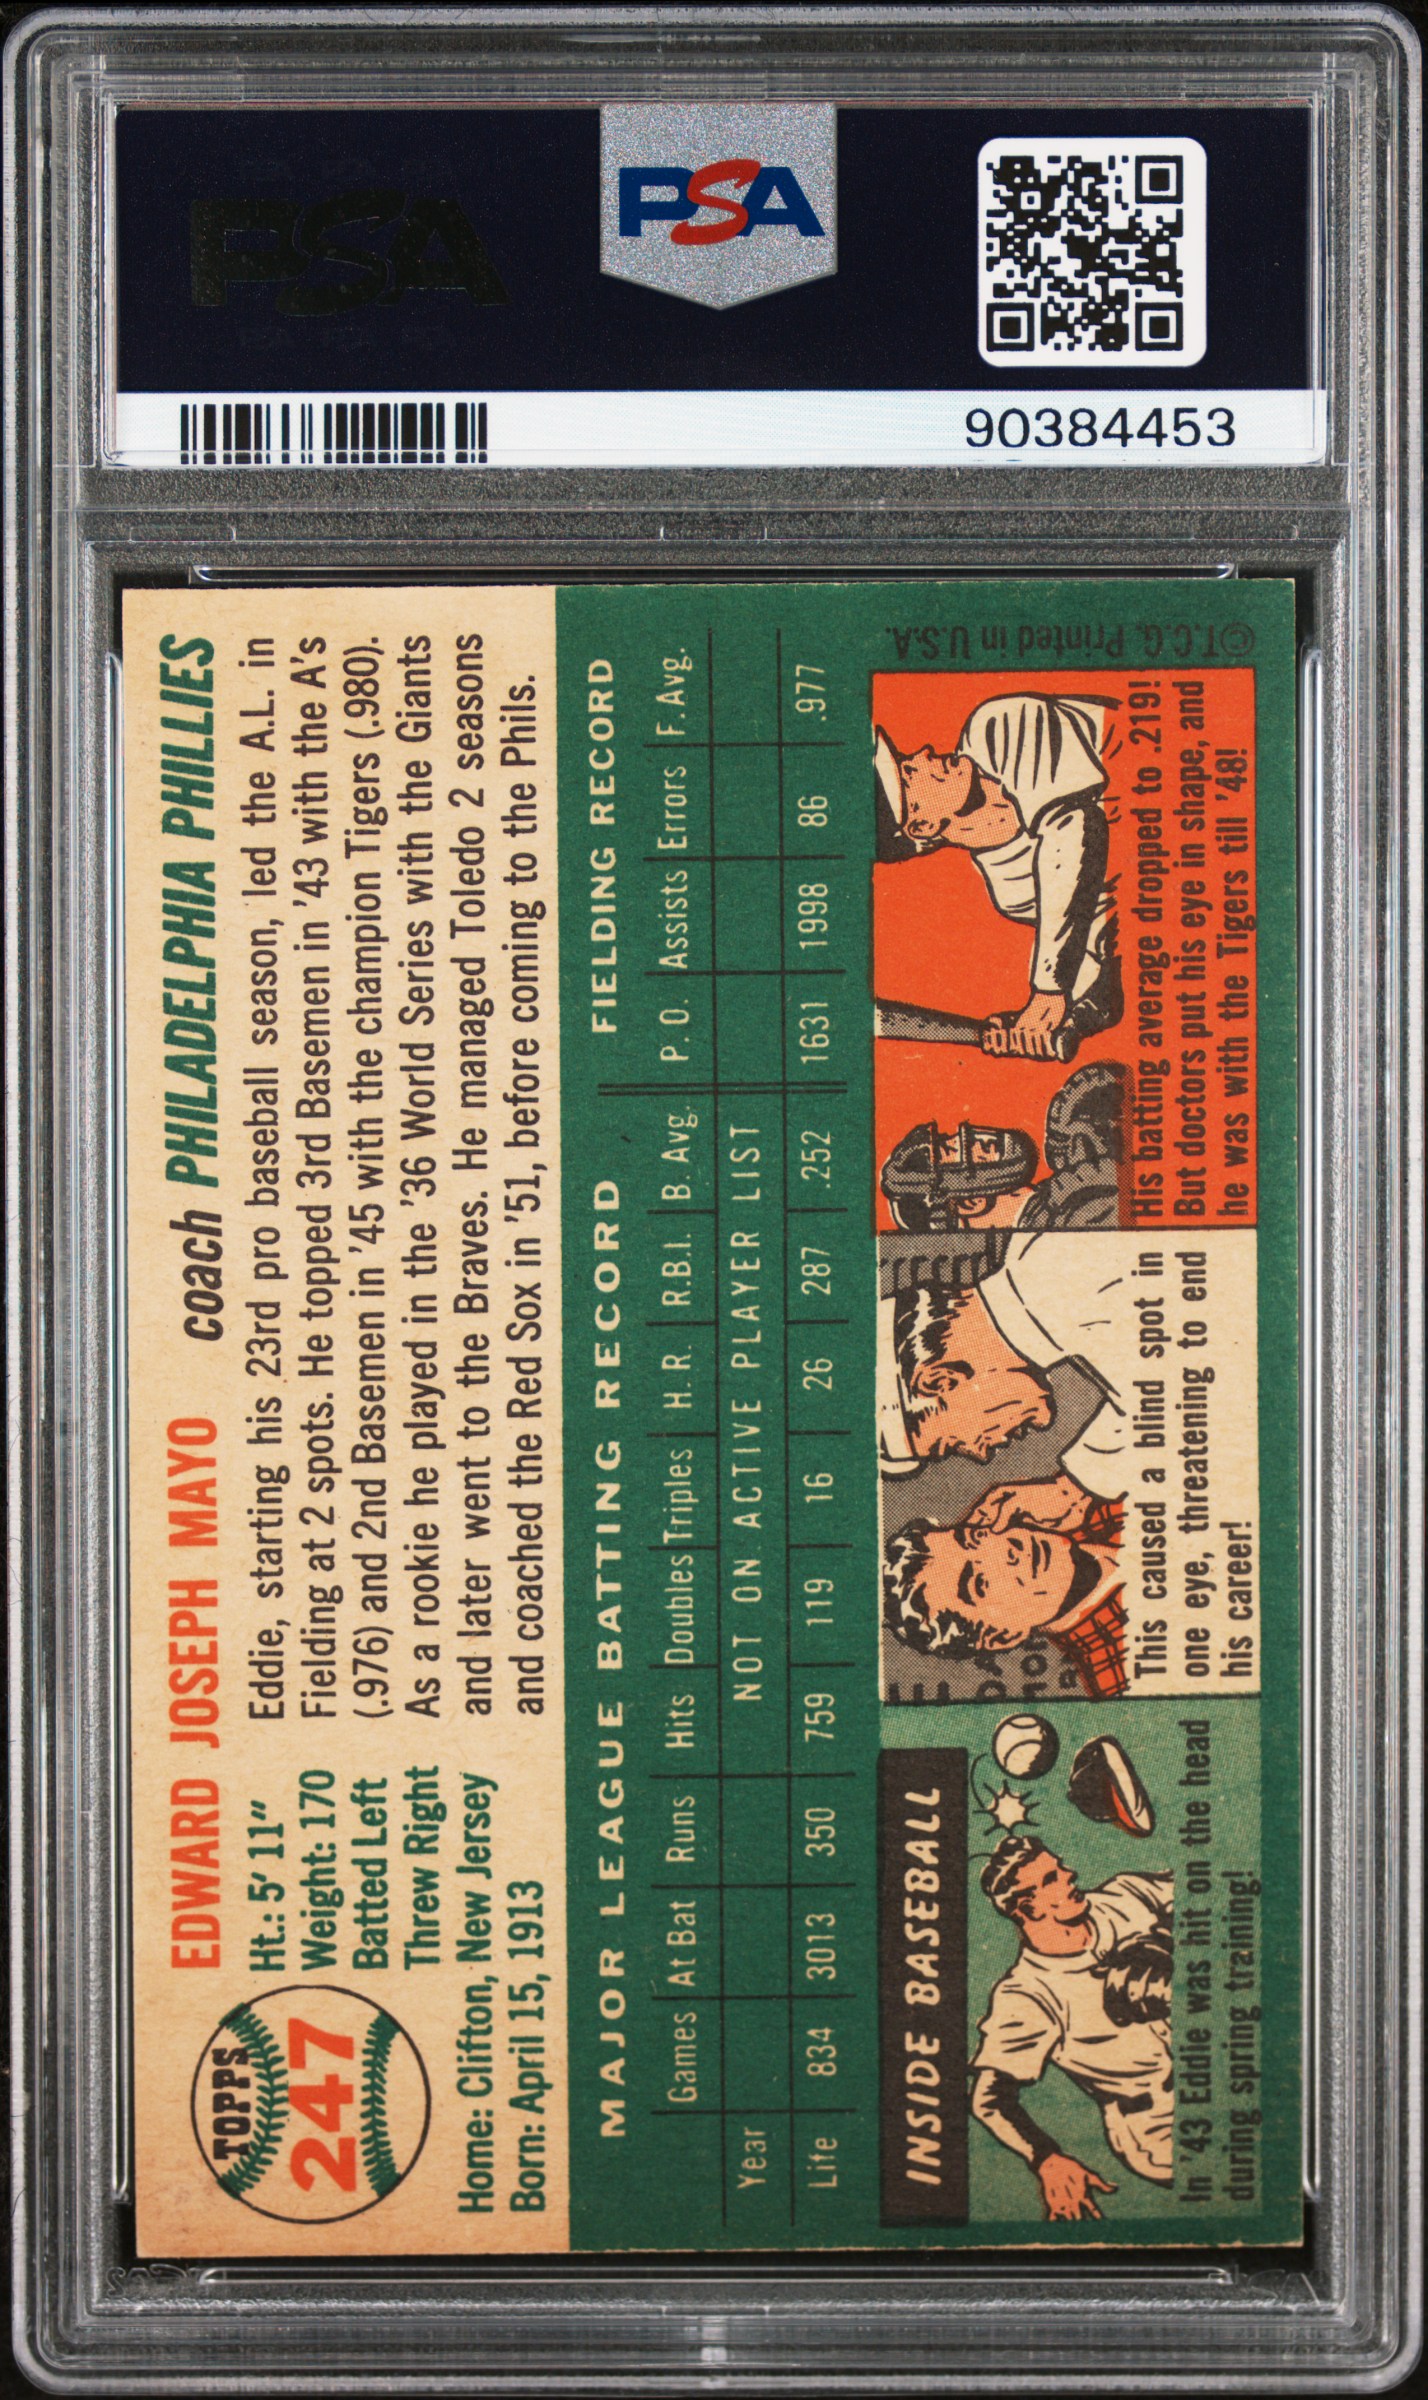 PSA
PSA
90384453
TOPPS
247
EDWARD JOSEPH MAYO coach PHILADELPHIA PHILLIES
Ht.: 5' 11"
Weight: 170
Batted Left
Threw Right
Home: Clifton, New Jersey
Born: April 15, 1913
Eddie, starting his 23rd pro baseball season, led the A.L. in
Fielding at 2 spots. He topped 3rd Basemen in '43 with the A's
(.976) and 2nd Basemen in '45 with the champion Tigers (.980).
As a rookie he played in the '36 World Series with the Giants
and later went to the Braves. He managed Toledo 2 seasons
and coached the Red Sox in '51, before coming to the Phils.
MAJOR LEAGUE BATTING RECORD FIELDING RECORD
Games At Bat Runs Hits Doubles Triples H.R. R.B.I. B. Avg. P. O. Assists Errors F. Avg.
Year NOT ON ACTIVE PLAYER LIST
Life 834 3013 350 759 119 16 26 287 .252 1631 1998 86 .977
INSIDE BASEBALL
In '43 Eddie was hit on the head
during spring training!
This caused a blind spot in
one eye, threatening to end
his career!
His batting average dropped to .219!
But doctors put his eye in shape, and
he was with the Tigers till '48!
©T.C.G. Printed in U.S.A.